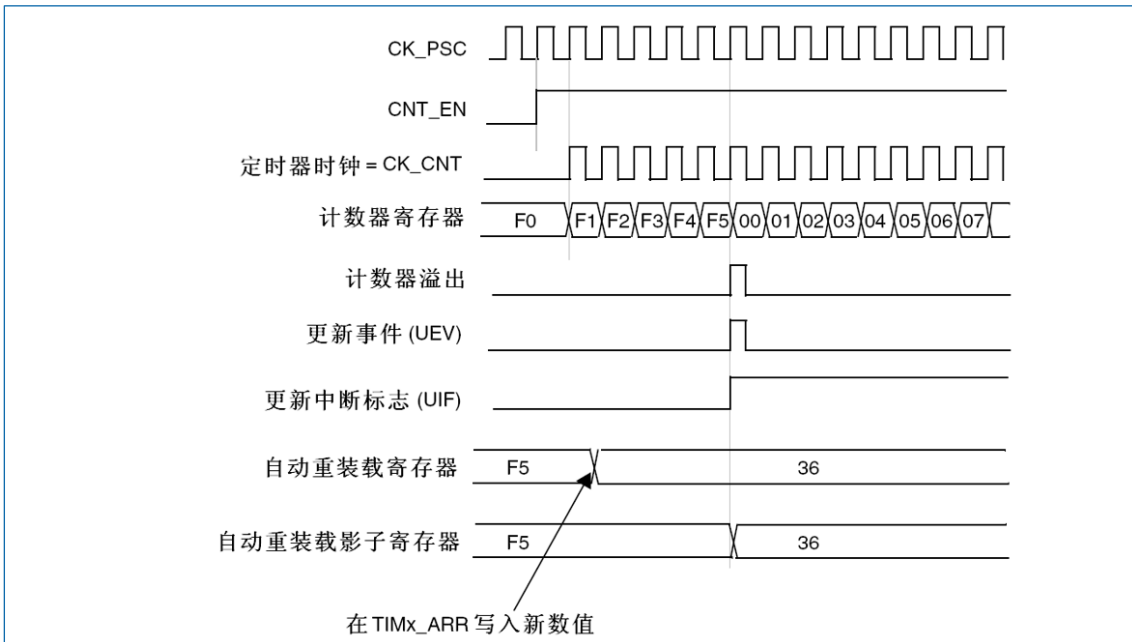 CK_PSC
CNT_EN
定时器时钟 = CK_CNT
计数器寄存器 F0 F1 F2 F3 F4 F5 00 01 02 03 04 05 06 07
计数器溢出
更新事件 (UEV)
更新中断标志 (UIF)
自动重装载寄存器 F5 36
自动重装载影子寄存器 F5 36
在 TIMx_ARR 写入新数值